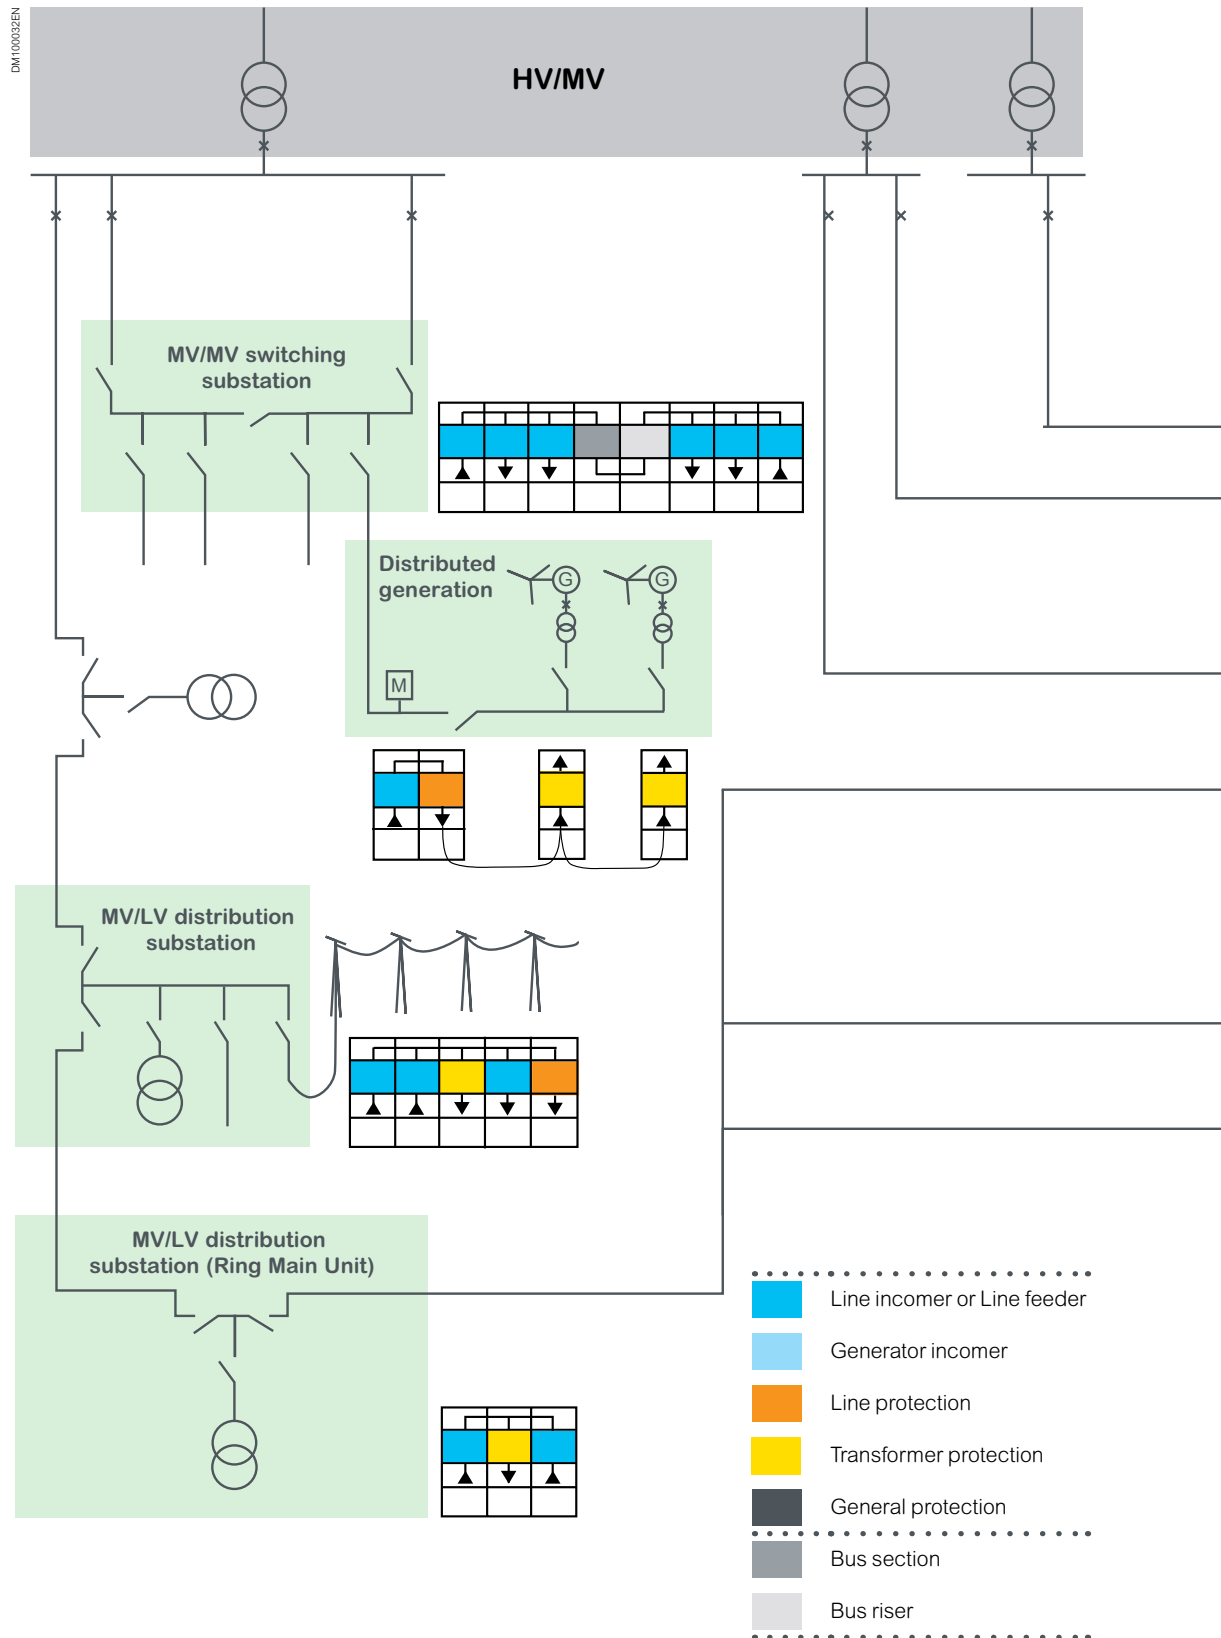 DM100032EN
HV/MV
MV/MV switching
substation
Distributed
generation
G
G
M
MV/LV distribution
substation
MV/LV distribution
substation (Ring Main Unit)
Line incomer or Line feeder
Generator incomer
Line protection
Transformer protection
General protection
Bus section
Bus riser